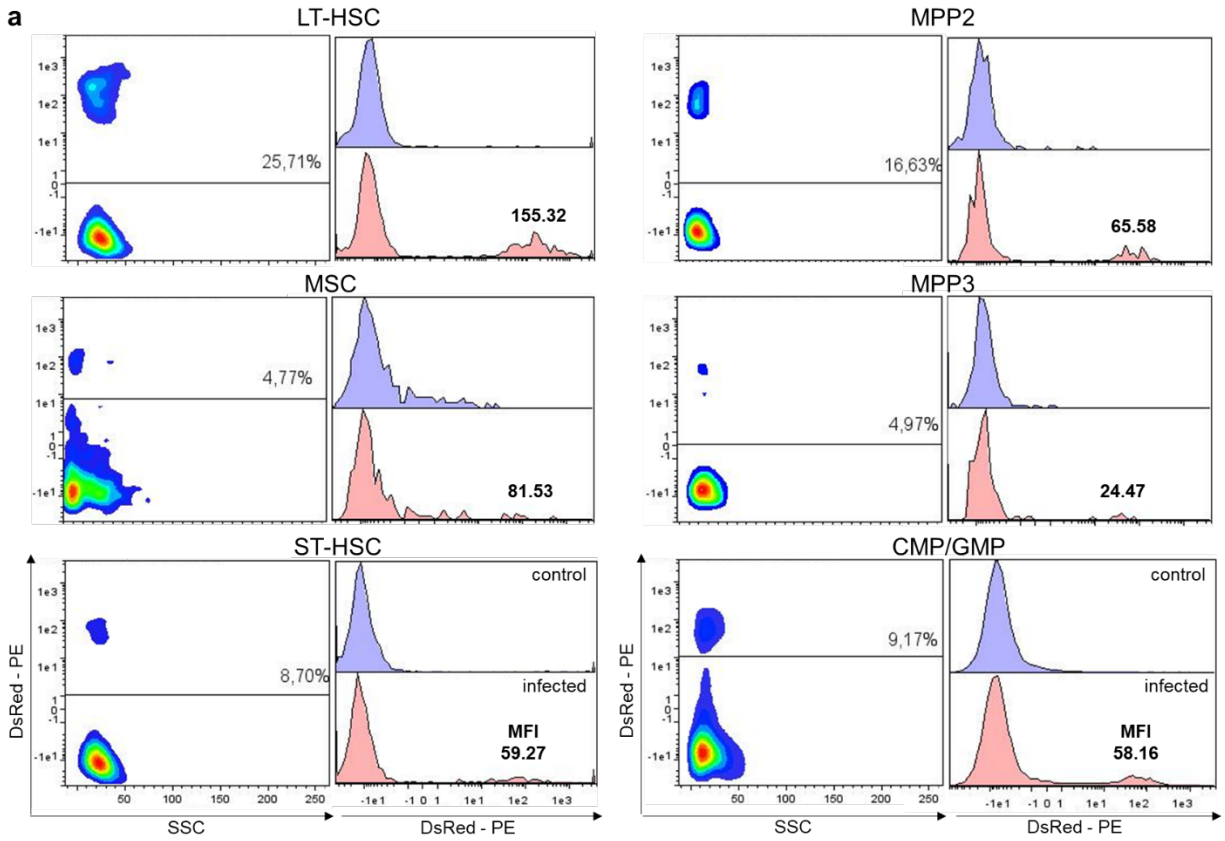 a
LT-HSC
1e3
1e2
1e1
1
0
-1
-1e1
25,71%
155.32
MPP2
1e3
1e2
1e1
1
0
-1
-1e1
16,63%
65.58
MSC
1e3
1e2
1e1
1
0
-1
-1e1
4,77%
81.53
MPP3
1e3
1e2
1e1
1
0
-1
-1e1
4,97%
24.47
ST-HSC
DsRed - PE
1e3
1e2
1e1
1
0
-1
-1e1
8,70%
control
infected
MFI
59.27
50 100 150 200 250
-1e1 -1 0 1 1e1 1e2 1e3
SSC
DsRed - PE
CMP/GMP
DsRed - PE
1e3
1e2
1e1
1
0
-1
-1e1
9,17%
control
infected
MFI
58.16
50 100 150 200 250
-1e1 -1 0 1 1e1 1e2 1e3
SSC
DsRed - PE